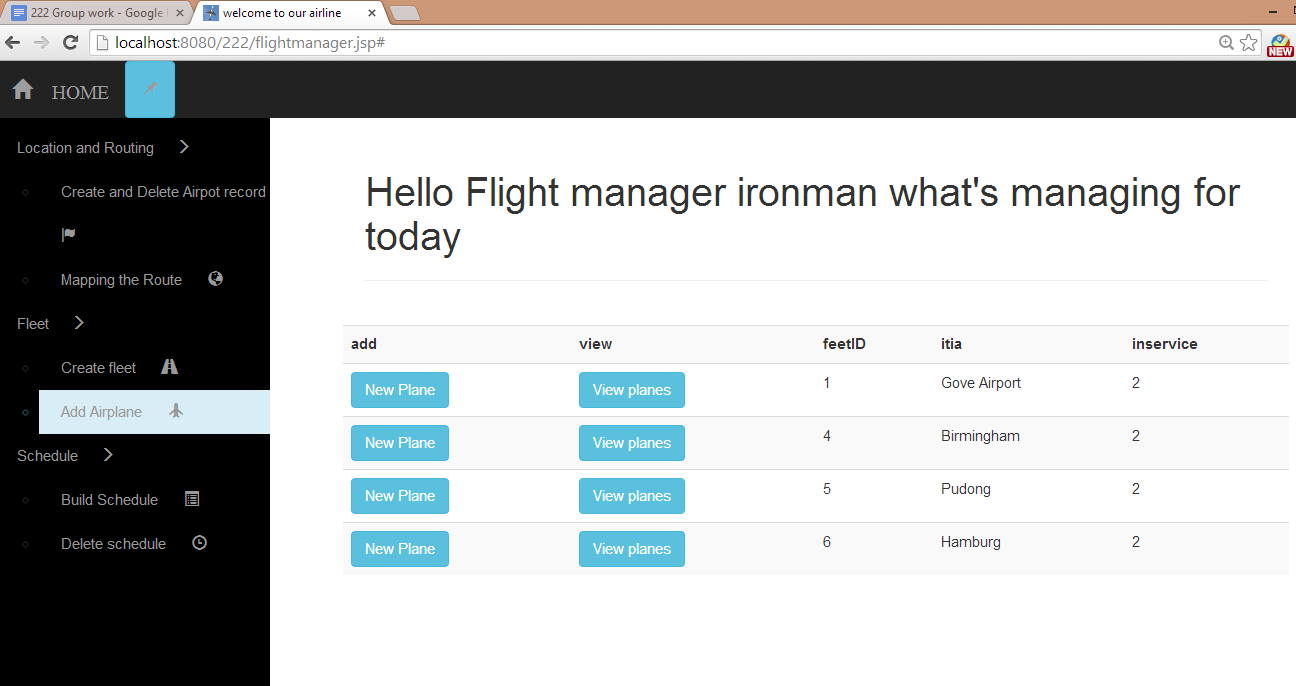 222 Group work - Google
welcome to our airline
localhost:8080/222/flightmanager.jsp#
NEW
HOME
Location and Routing
Create and Delete Airpot record
Mapping the Route
Fleet
Create fleet
Add Airplane
Schedule
Build Schedule
Delete schedule
Hello Flight manager ironman what's managing for
today
add view feetID itia inservice
New Plane View planes 1 Gove Airport 2
New Plane View planes 4 Birmingham 2
New Plane View planes 5 Pudong 2
New Plane View planes 6 Hamburg 2